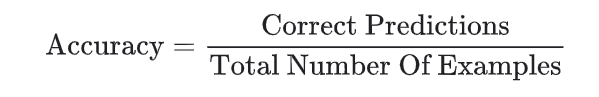 Accuracy = Correct Predictions / Total Number Of Examples